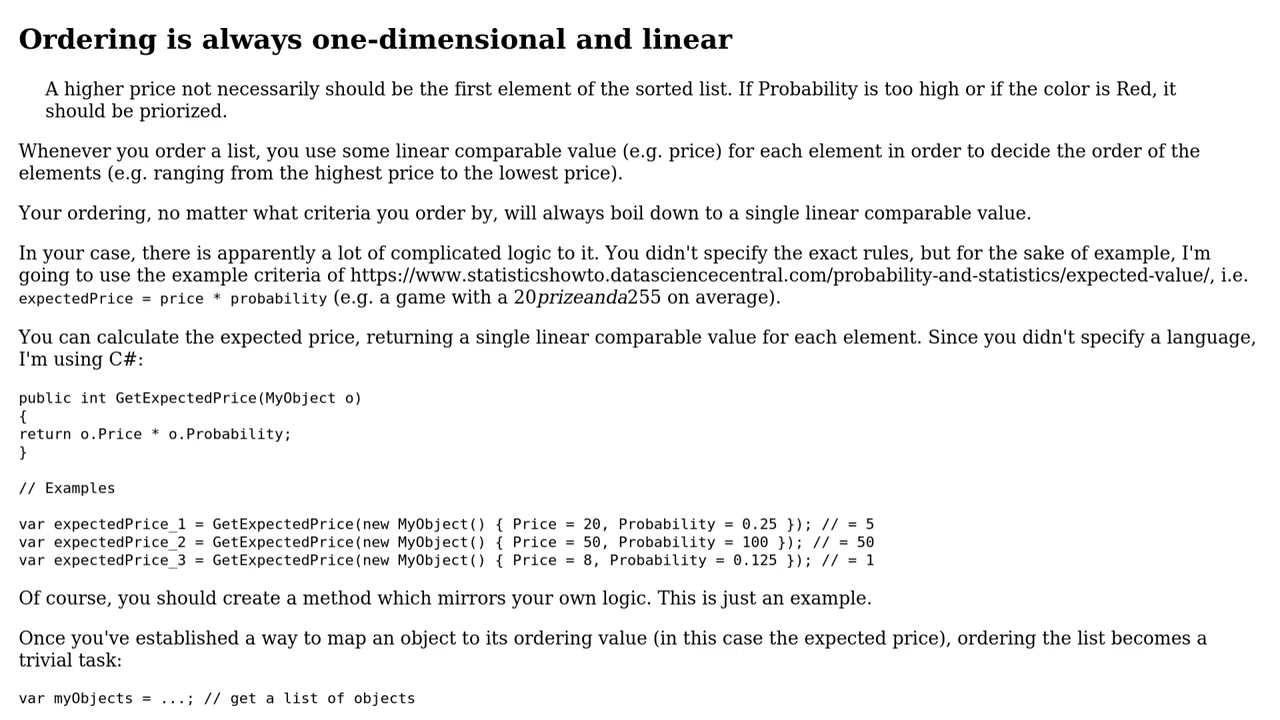 Ordering is always one-dimensional and linear
A higher price not necessarily should be the first element of the sorted list. If Probability is too high or if the color is Red, it
should be priorized.
Whenever you order a list, you use some linear comparable value (e.g. price) for each element in order to decide the order of the
elements (e.g. ranging from the highest price to the lowest price).
Your ordering, no matter what criteria you order by, will always boil down to a single linear comparable value.
In your case, there is apparently a lot of complicated logic to it. You didn't specify the exact rules, but for the sake of example, I'm
going to use the example criteria of https://www.statisticshowto.datasciencecentral.com/probability-and-statistics/expected-value/, i.e.
expectedPrice = price * probability (e.g. a game with a 20prizeanda255 on average).
You can calculate the expected price, returning a single linear comparable value for each element. Since you didn't specify a language,
I'm using C#:
public int GetExpectedPrice(MyObject o)
{
return o.Price * o.Probability;
}
// Examples
var expectedPrice_1 = GetExpectedPrice(new MyObject() { Price = 20, Probability = 0.25 }); // = 5
var expectedPrice_2 = GetExpectedPrice(new MyObject() { Price = 50, Probability = 100 }); // = 50
var expectedPrice_3 = GetExpectedPrice(new MyObject() { Price = 8, Probability = 0.125 }); // = 1
Of course, you should create a method which mirrors your own logic. This is just an example.
Once you've established a way to map an object to its ordering value (in this case the expected price), ordering the list becomes a
trivial task:
var myObjects = ...; // get a list of objects